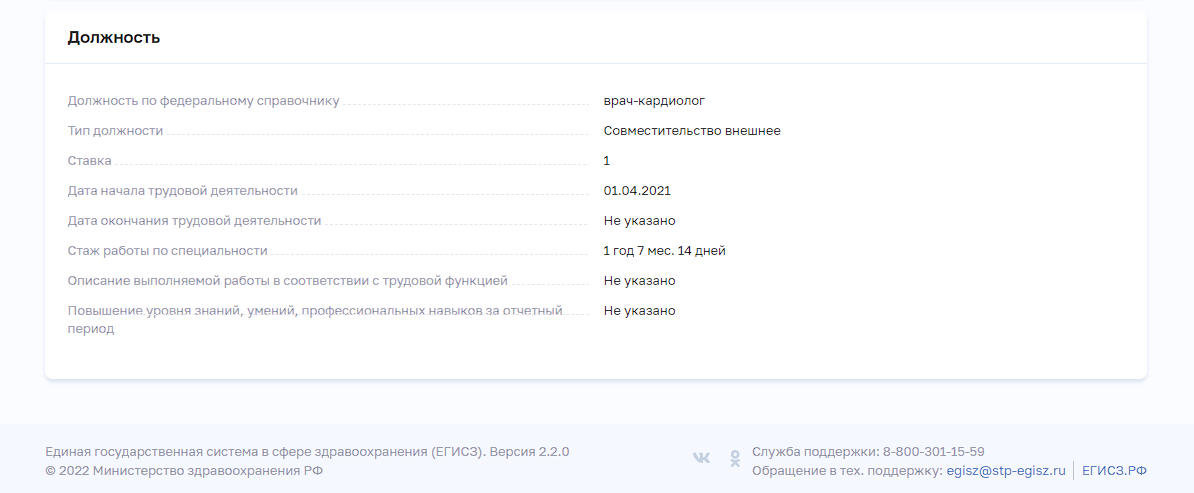 Должность
Должность по федеральному справочнику врач-кардиолог
Тип должности Совместительство внешнее
Ставка 1
Дата начала трудовой деятельности 01.04.2021
Дата окончания трудовой деятельности Не указано
Стаж работы по специальности 1 год 7 мес. 14 дней
Описание выполняемой работы в соответствии с трудовой функцией Не указано
Повышение уровня знаний, умений, профессиональных навыков за отчетный Не указано
период
Единая государственная система в сфере здравоохранения (ЕГИСЗ). Версия 2.2.0
© 2022 Министерство здравоохранения РФ
Служба поддержки: 8-800-301-15-59
Обращение в тех. поддержку: egisz@stp-egisz.ru ЕГИСЗ.РФ